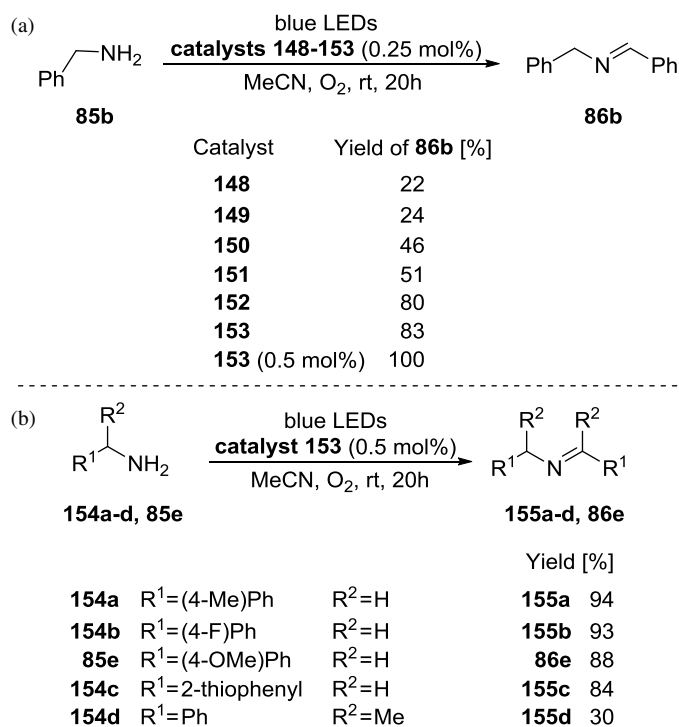 (a)
blue LEDs
catalysts 148-153 (0.25 mol%)
MeCN, O2, rt, 20h
Ph NH2
85b
Ph N Ph
86b
Catalyst Yield of 86b [%]
148 22
149 24
150 46
151 51
152 80
153 83
153 (0.5 mol%) 100
(b)
blue LEDs
catalyst 153 (0.5 mol%)
MeCN, O2, rt, 20h
R2
R1 NH2
154a-d, 85e
R2 R2
R1 N R1
155a-d, 86e
Yield [%]
154a R1=(4-Me)Ph R2=H 155a 94
154b R1=(4-F)Ph R2=H 155b 93
85e R1=(4-OMe)Ph R2=H 86e 88
154c R1=2-thiophenyl R2=H 155c 84
154d R1=Ph R2=Me 155d 30